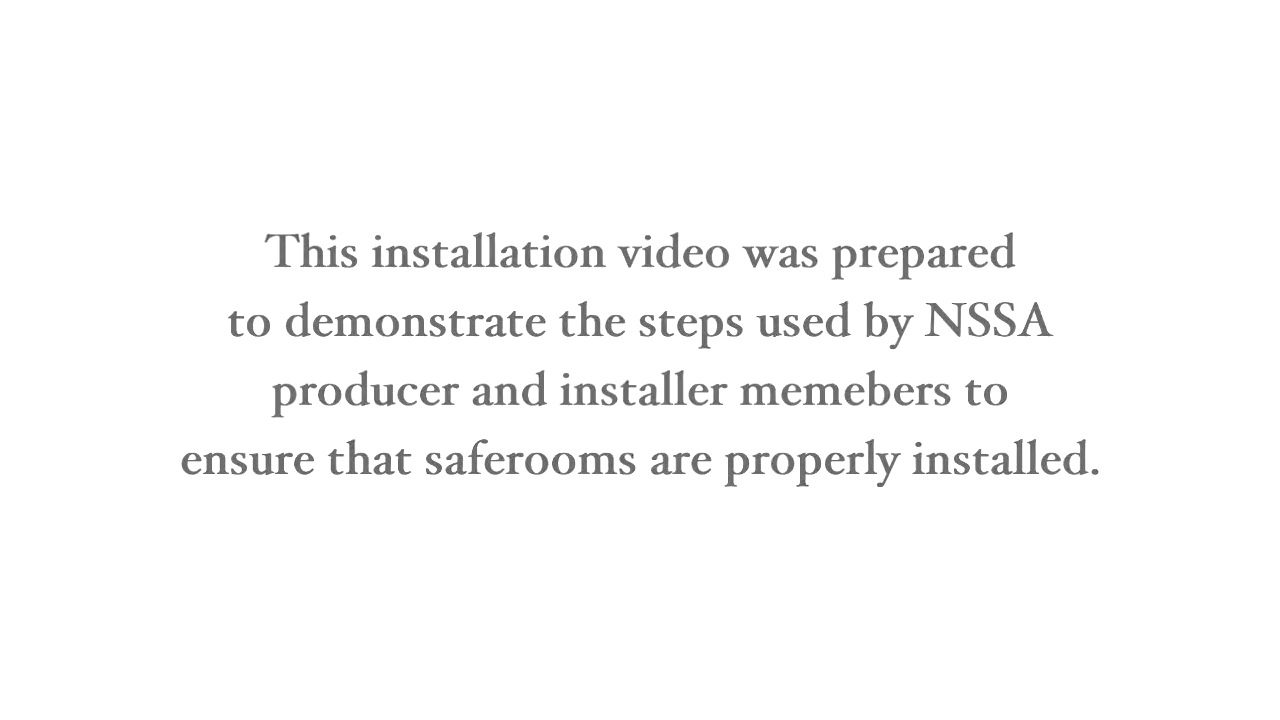 This installation video was prepared
to demonstrate the steps used by NSSA
producer and installer memebers to
ensure that saferooms are properly installed.